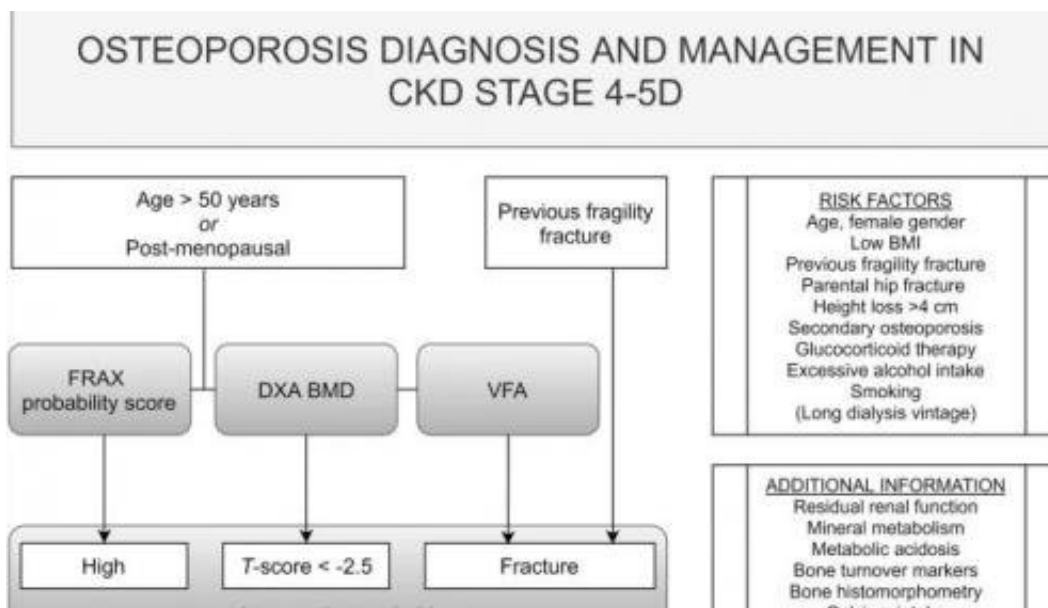 OSTEOPOROSIS DIAGNOSIS AND MANAGEMENT IN
CKD STAGE 4-5D
Age > 50 years
or
Post-menopausal
Previous fragility
fracture
RISK FACTORS
Age, female gender
Low BMI
Previous fragility fracture
Parental hip fracture
Height loss >4 cm
Secondary osteoporosis
Glucocorticoid therapy
Excessive alcohol intake
Smoking
(Long dialysis vintage)
FRAX
probability score
DXA BMD
VFA
High
T-score < -2.5
Fracture
ADDITIONAL INFORMATION
Residual renal function
Mineral metabolism
Metabolic acidosis
Bone turnover markers
Bone histomorphometry